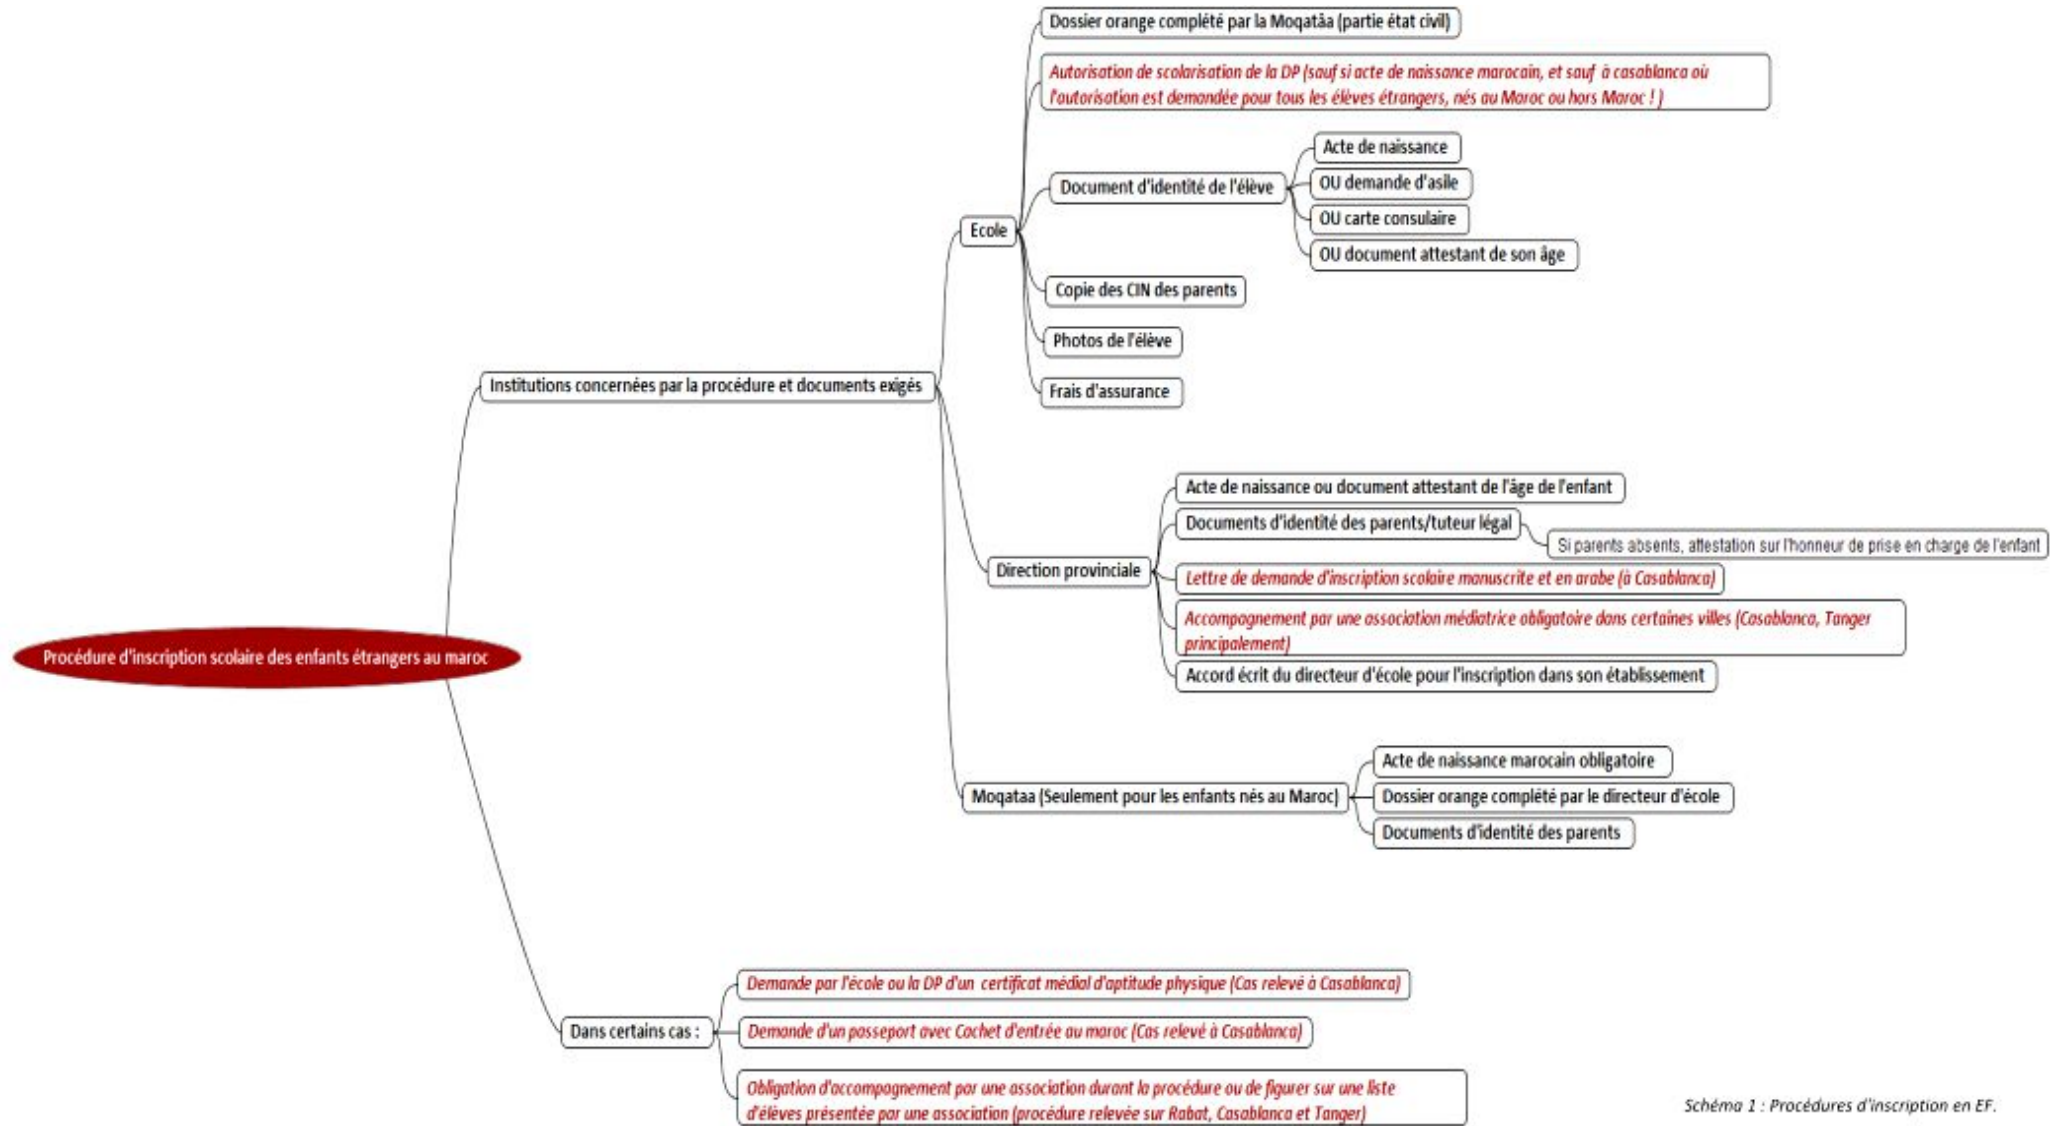 Procédure d'inscription scolaire des enfants étrangers au maroc
Institutions concernées par la procédure et documents exigés
Ecole
Dossier orange complété par la Moqatâa (partie état civil)
Autorisation de scolarisation de la DP (sauf si acte de naissance marocain, et sauf à casablanca où
l'autorisation est demandée pour tous les élèves étrangers, nés au Maroc ou hors Maroc ! )
Document d'identité de l'élève
Acte de naissance
OU demande d'asile
OU carte consulaire
OU document attestant de son âge
Copie des CIN des parents
Photos de l'élève
Frais d'assurance
Direction provinciale
Acte de naissance ou document attestant de l'âge de l'enfant
Documents d'identité des parents/tuteur légal
Si parents absents, attestation sur l'honneur de prise en charge de l'enfant
Lettre de demande d'inscription scolaire manuscrite et en arabe (à Casablanca)
Accompagnement par une association médiatrice obligatoire dans certaines villes (Casablanca, Tanger
principalement)
Accord écrit du directeur d'école pour l'inscription dans son établissement
Moqataa (Seulement pour les enfants nés au Maroc)
Acte de naissance marocain obligatoire
Dossier orange complété par le directeur d'école
Documents d'identité des parents
Dans certains cas :
Demande par l'école ou la DP d'un certificat médial d'aptitude physique (Cas relevé à Casablanca)
Demande d'un passeport avec Cachet d'entrée au maroc (Cas relevé à Casablanca)
Obligation d'accompagnement par une association durant la procédure ou de figurer sur une liste
d'élèves présentée par une association (procédure relevée sur Rabat, Casablanca et Tanger)
Schéma 1 : Procédures d'inscription en EF.